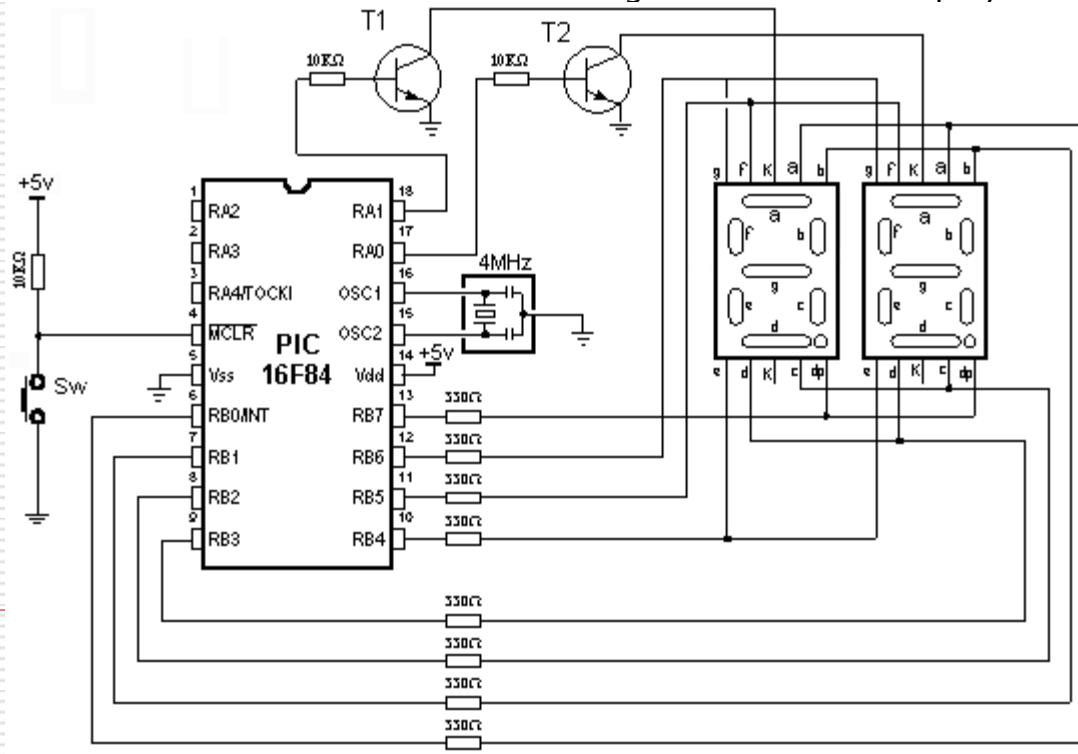 T1
T2
10KΩ
10KΩ
+5v
10KΩ
Sw
1 RA2
2 RA3
3 RA4/TOCKI
4 MCLR
5 Vss
6 RB0/INT
7 RB1
8 RB2
9 RB3
PIC
16F84
18 RA1
17 RA0
16 OSC1
15 OSC2
14 Vdd
13 RB7
12 RB6
11 RB5
10 RB4
4MHz
+5v
330Ω
330Ω
330Ω
330Ω
330Ω
330Ω
330Ω
330Ω
g f K a b
a
f b
g
e c
d
e d K c dp
g f K a b
a
f b
g
e c
d
e d K c dp